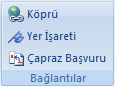 Köprü
Yer İşareti
Çapraz Başvuru
Bağlantılar